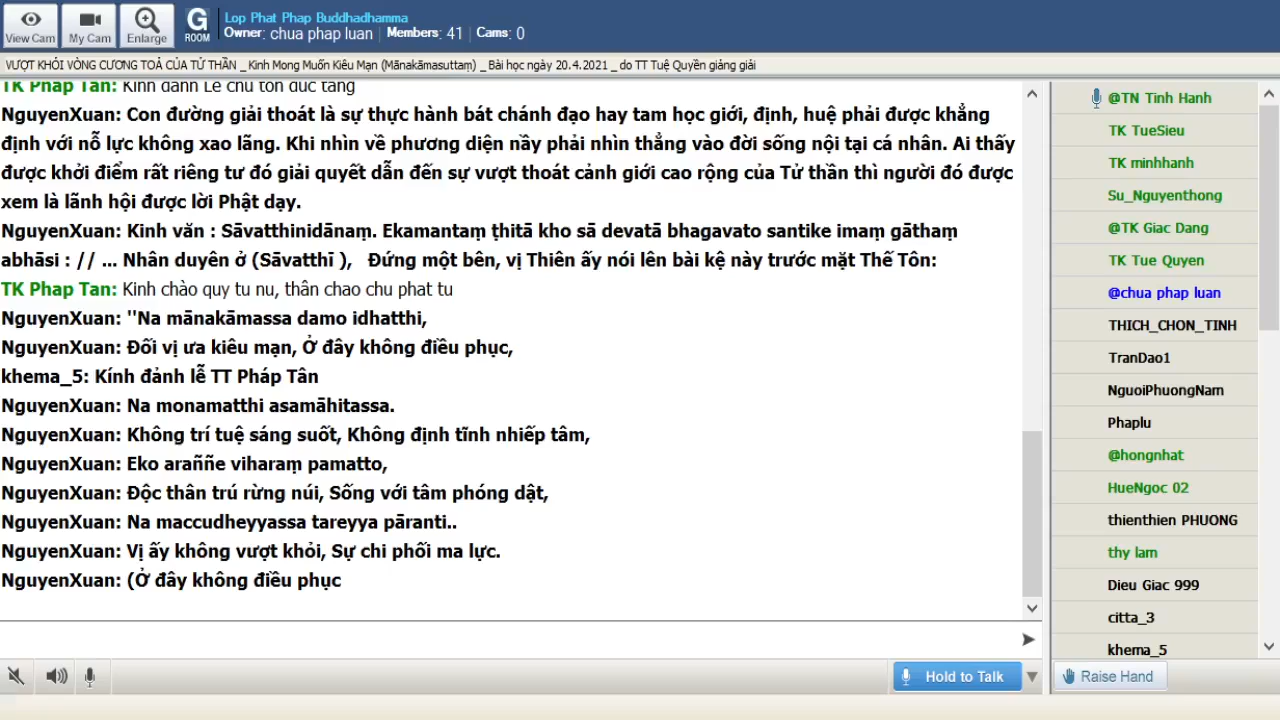 View Cam
My Cam
Enlarge
G
ROOM
Lop Phat Phap Buddhadhamma
Owner: chua phap luan | Members: 41 | Cams: 0
VƯỢT KHỎI VÒNG CƯƠNG TOẢ CỦA TỬ THẦN _ Kinh Mong Muốn Kiêu Mạn (Mānakāmasuttaṃ) _ Bài học ngày 20.4.2021 _ do TT Tuệ Quyền giảng giải
TK Phap Tan: Kinh đanh Le chu ton duc tang
NguyenXuan: Con đường giải thoát là sự thực hành bát chánh đạo hay tam học giới, định, huệ phải được khẳng
định với nỗ lực không xao lãng. Khi nhìn về phương diện nầy phải nhìn thẳng vào đời sống nội tại cá nhân. Ai thấy
được khởi điểm rất riêng tư đó giải quyết dẫn đến sự vượt thoát cảnh giới cao rộng của Tử thần thì người đó được
xem là lãnh hội được lời Phật dạy.
NguyenXuan: Kinh văn : Sāvatthinidānaṃ. Ekamantaṃ ṭhitā kho sā devatā bhagavato santike imaṃ gāthaṃ
abhāsi : // ... Nhân duyên ở (Sāvatthī ), Đứng một bên, vị Thiên ấy nói lên bài kệ này trước mặt Thế Tôn:
TK Phap Tan: Kinh chào quy tu nu, thân chao chu phat tu
NguyenXuan: ''Na mānakāmassa damo idhatthi,
NguyenXuan: Đối vị ưa kiêu mạn, Ở đây không điều phục,
khema_5: Kính đảnh lễ TT Pháp Tân
NguyenXuan: Na monamatthi asamāhitassa.
NguyenXuan: Không trí tuệ sáng suốt, Không định tĩnh nhiếp tâm,
NguyenXuan: Eko araññe viharaṃ pamatto,
NguyenXuan: Độc thân trú rừng núi, Sống với tâm phóng dật,
NguyenXuan: Na maccudheyyassa tareyya pāranti..
NguyenXuan: Vị ấy không vượt khỏi, Sự chi phối ma lực.
NguyenXuan: (Ở đây không điều phục
@TN Tinh Hanh
TK TueSieu
TK minhhanh
Su_Nguyenthong
@TK Giac Dang
TK Tue Quyen
@chua phap luan
THICH_CHON_TINH
TranDao1
NguoiPhuongNam
Phaplu
@hongnhat
HueNgoc 02
thienthien PHUONG
thy lam
Dieu Giac 999
citta_3
khema_5
Hold to Talk
Raise Hand